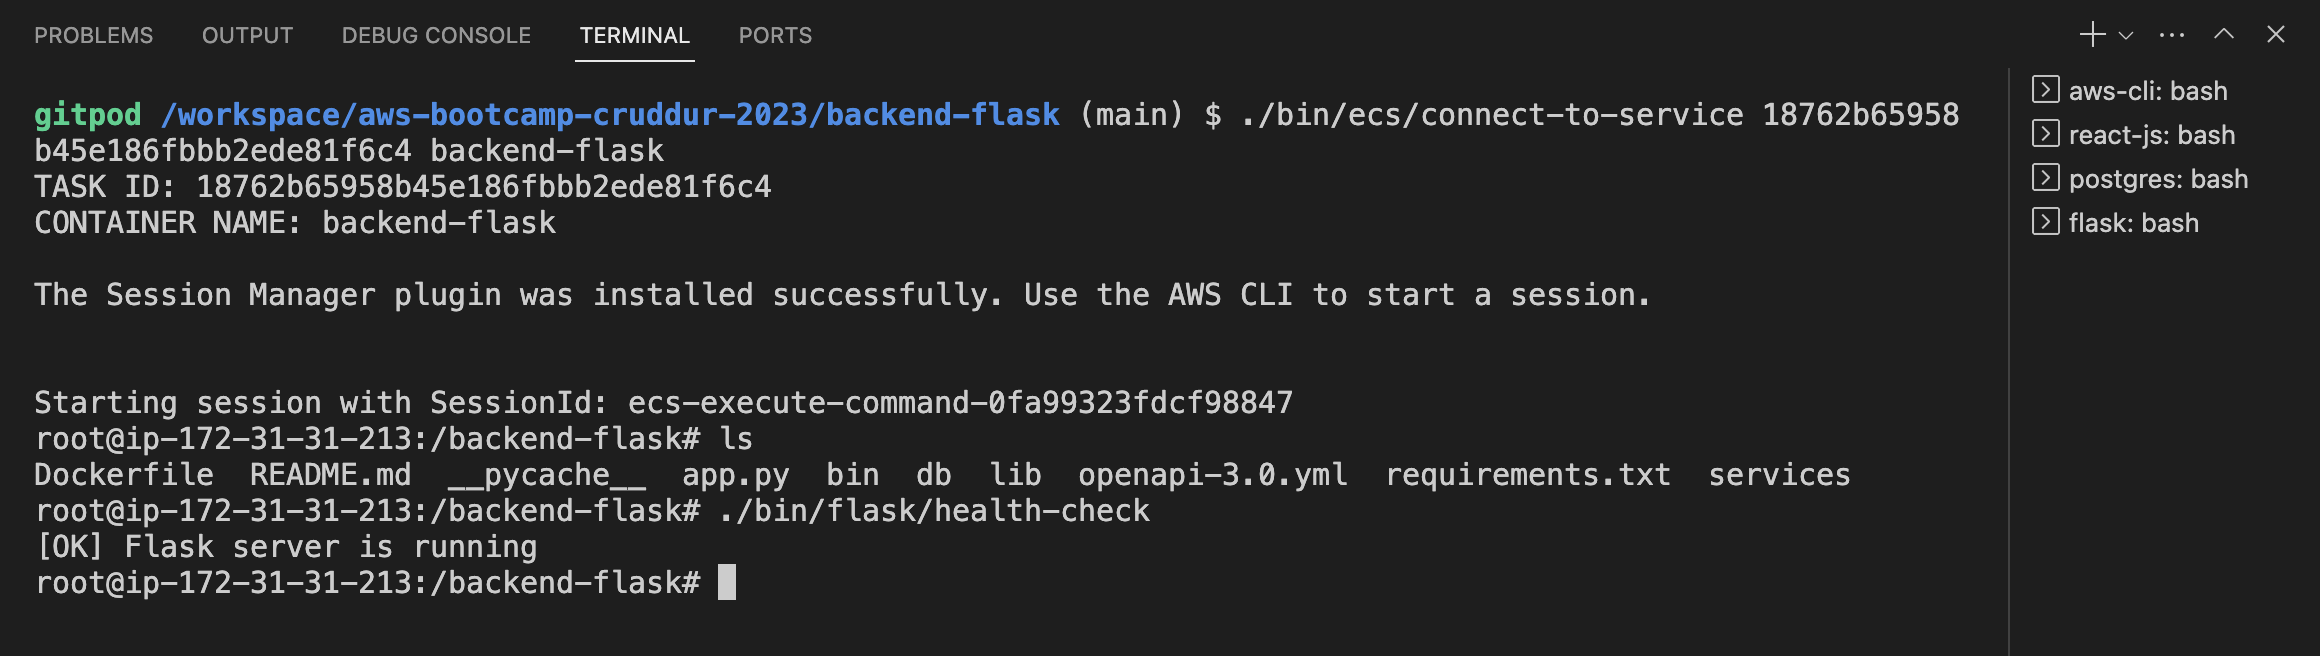 PROBLEMS OUTPUT DEBUG CONSOLE TERMINAL PORTS
gitpod /workspace/aws-bootcamp-cruddur-2023/backend-flask (main) $ ./bin/ecs/connect-to-service 18762b65958
b45e186fbbb2ede81f6c4 backend-flask
TASK ID: 18762b65958b45e186fbbb2ede81f6c4
CONTAINER NAME: backend-flask
The Session Manager plugin was installed successfully. Use the AWS CLI to start a session.
Starting session with SessionId: ecs-execute-command-0fa99323fdcf98847
root@ip-172-31-31-213:/backend-flask# ls
Dockerfile README.md __pycache__ app.py bin db lib openapi-3.0.yml requirements.txt services
root@ip-172-31-31-213:/backend-flask# ./bin/flask/health-check
[OK] Flask server is running
root@ip-172-31-31-213:/backend-flask#
aws-cli: bash
react-js: bash
postgres: bash
flask: bash